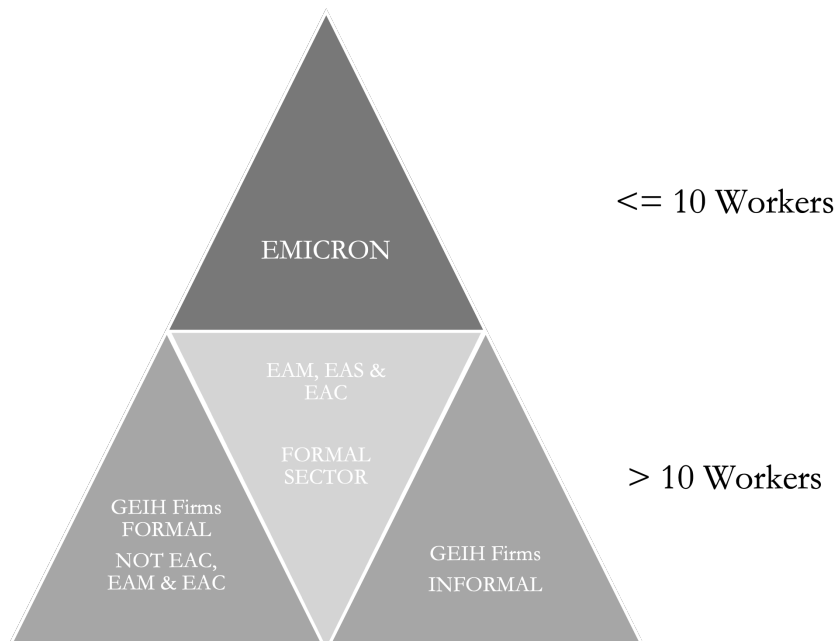 <= 10 Workers
EMICRON
EAM, EAS &
EAC
FORMAL
SECTOR
> 10 Workers
GEIH Firms
FORMAL
NOT EAC,
EAM & EAC
GEIH Firms
INFORMAL